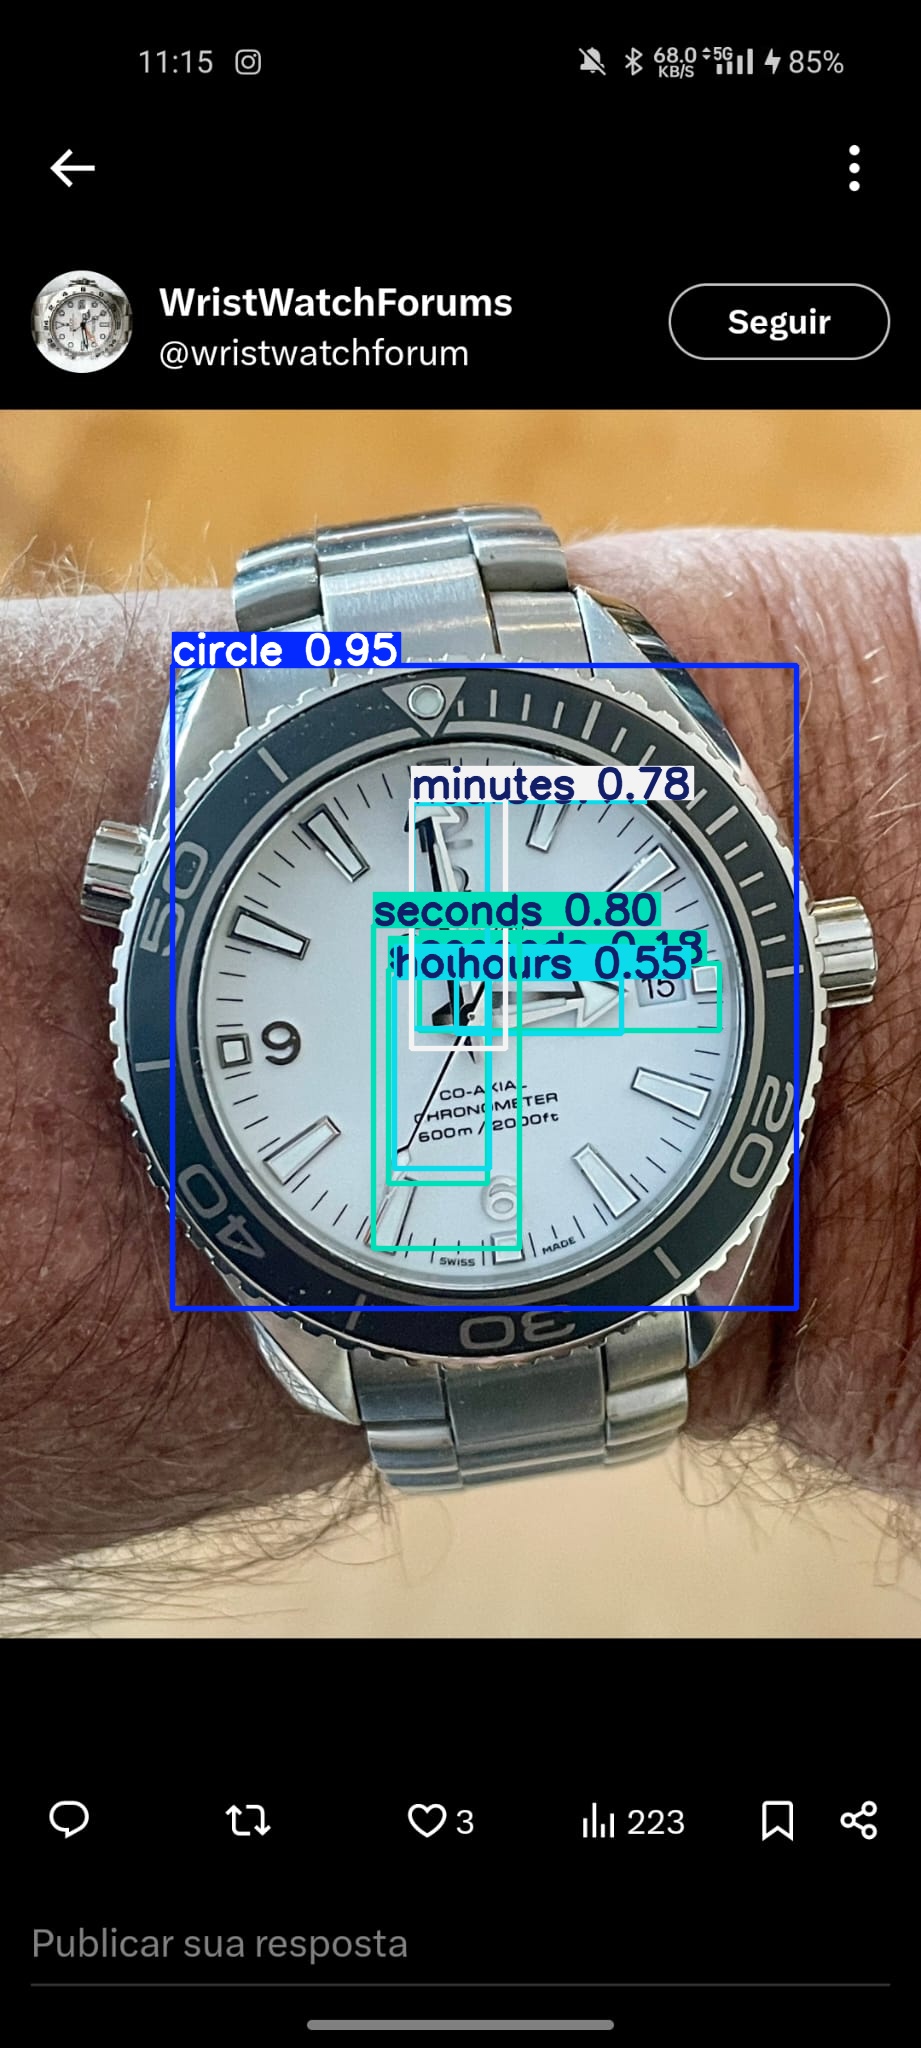 11:15 68.0 KB/S 5G 85%
WristWatchForums
@wristwatchforum
Seguir
circle 0.95
minutes 0.78
50
seconds 0.80
hours 0.55
15
9
CO-AXIAL
CHRONOMETER
600m / 2000ft
20
6
40
SWISS MADE
30
3 223
Publicar sua resposta